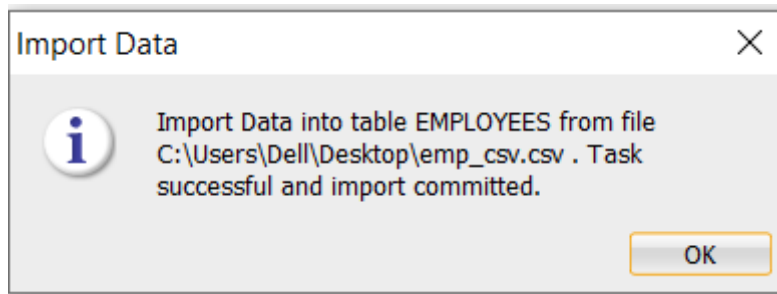 Import Data
Import Data into table EMPLOYEES from file
C:\Users\Dell\Desktop\emp_csv.csv . Task
successful and import committed.
OK